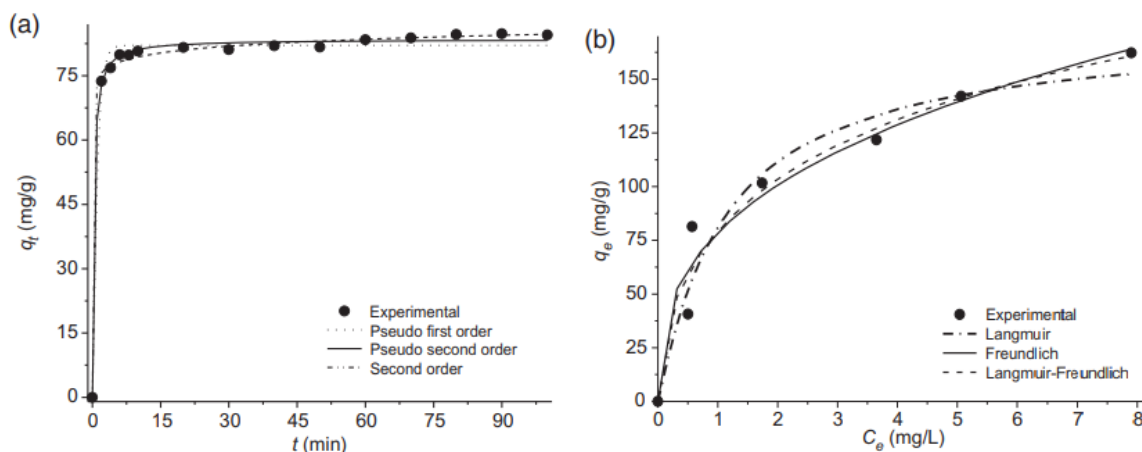 (a)
75
60
45
30
15
0
q_t (mg/g)
Experimental
Pseudo first order
Pseudo second order
Second order
0 15 30 45 60 75 90
t (min)
(b)
150
125
100
75
50
25
0
q_e (mg/g)
Experimental
Langmuir
Freundlich
Langmuir-Freundlich
0 1 2 3 4 5 6 7 8
C_e (mg/L)